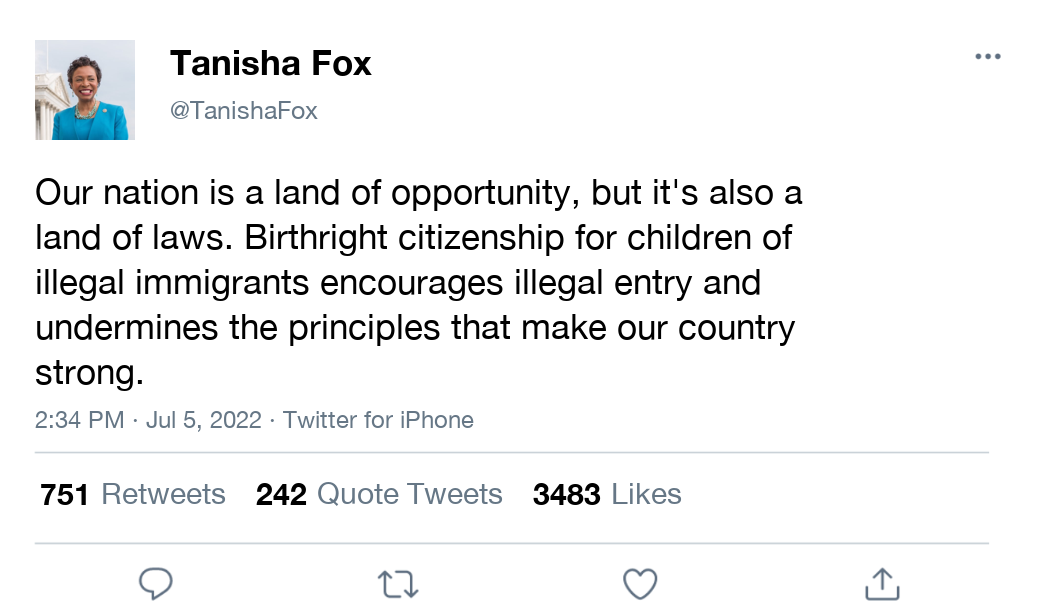 Tanisha Fox
@TanishaFox
Our nation is a land of opportunity, but it's also a
land of laws. Birthright citizenship for children of
illegal immigrants encourages illegal entry and
undermines the principles that make our country
strong.
2:34 PM · Jul 5, 2022 · Twitter for iPhone
751 Retweets 242 Quote Tweets 3483 Likes